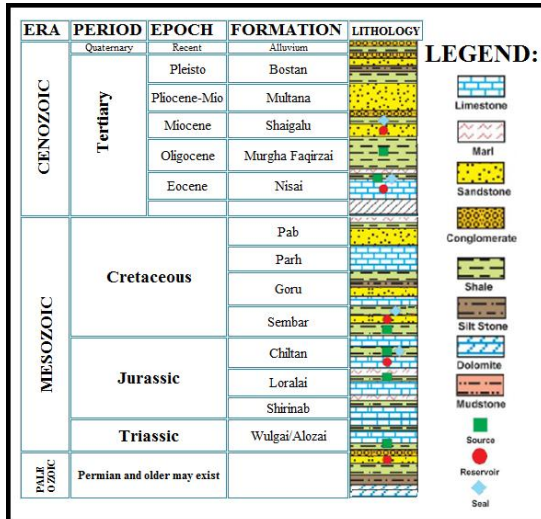 ERA PERIOD EPOCH FORMATION LITHOLOGY
Quaternary Recent Alluvium
CENOZOIC
Tertiary
Pleisto Bostan
Pliocene-Mio Multana
Miocene Shaigalu
Oligocene Murgha Faqirzai
Eocene Nisai
MESOZOIC
Cretaceous
Pab
Parh
Goru
Sembar
Jurassic
Chiltan
Loralai
Shirinab
Triassic Wulgai/Alozai
PALE
OZOIC
Permian and older may exist
LEGEND:
Limestone
Marl
Sandstone
Conglomerate
Shale
Silt Stone
Dolomite
Mudstone
Source
Reservoir
Seal